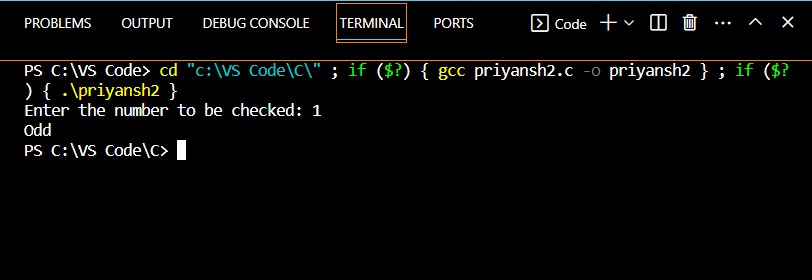 PROBLEMS OUTPUT DEBUG CONSOLE TERMINAL PORTS Code
PS C:\VS Code> cd "c:\VS Code\C\" ; if ($?) { gcc priyansh2.c -o priyansh2 } ; if ($?
) { .\priyansh2 }
Enter the number to be checked: 1
Odd
PS C:\VS Code\C>